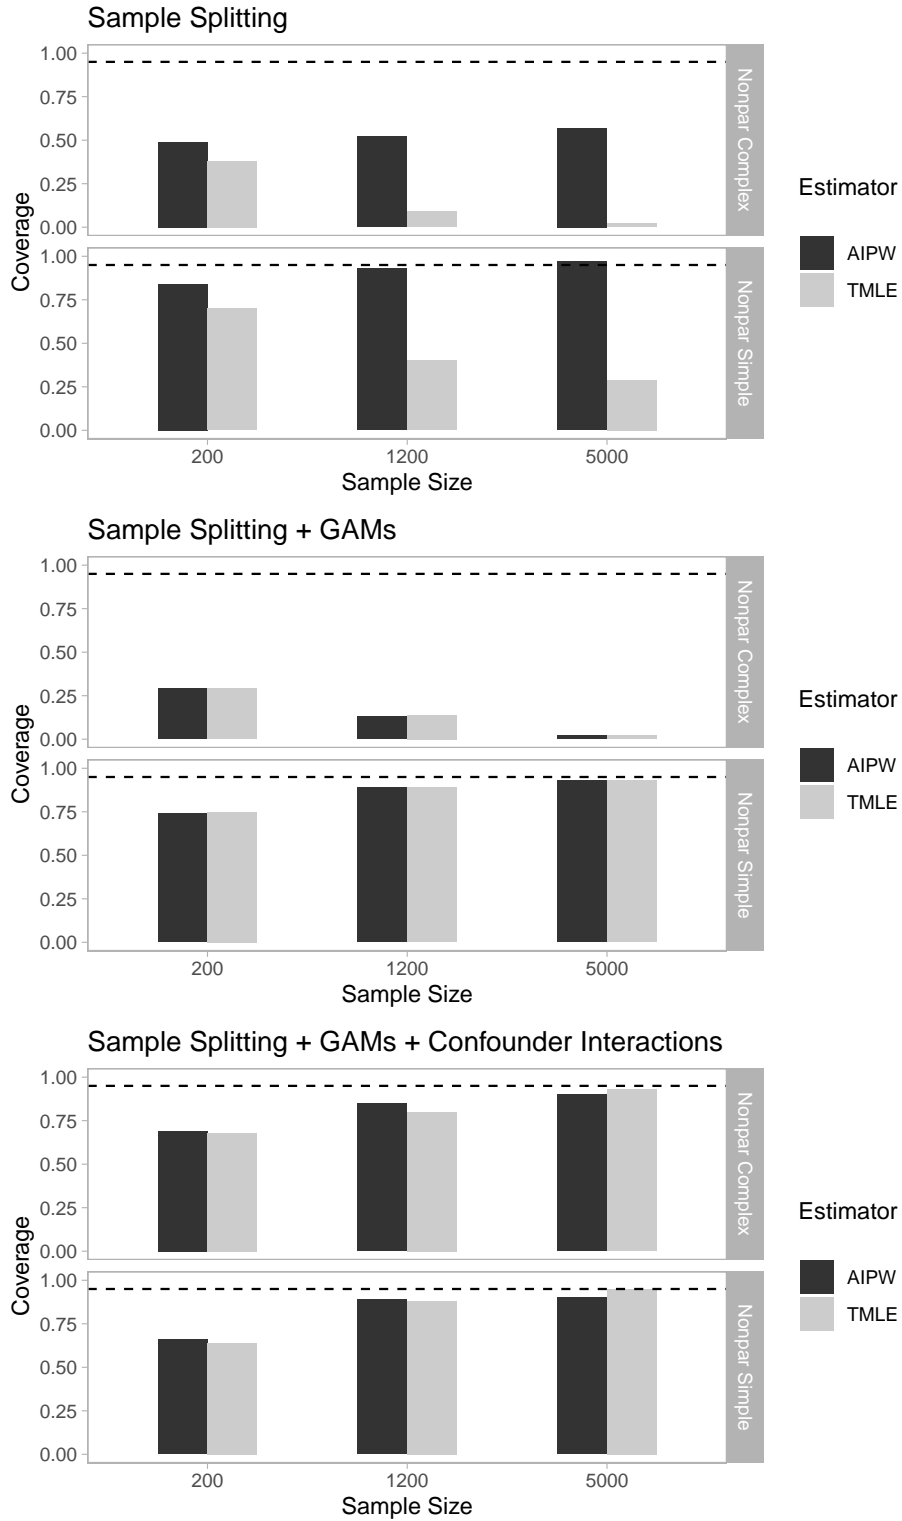 Sample Splitting
1.00
0.75
0.50
0.25
0.00
Nonpar Complex
1.00
0.75
0.50
0.25
0.00
Nonpar Simple
Coverage
200
1200
5000
Sample Size
Estimator
AIPW
TMLE
Sample Splitting + GAMs
1.00
0.75
0.50
0.25
0.00
Nonpar Complex
1.00
0.75
0.50
0.25
0.00
Nonpar Simple
Coverage
200
1200
5000
Sample Size
Estimator
AIPW
TMLE
Sample Splitting + GAMs + Confounder Interactions
1.00
0.75
0.50
0.25
0.00
Nonpar Complex
1.00
0.75
0.50
0.25
0.00
Nonpar Simple
Coverage
200
1200
5000
Sample Size
Estimator
AIPW
TMLE